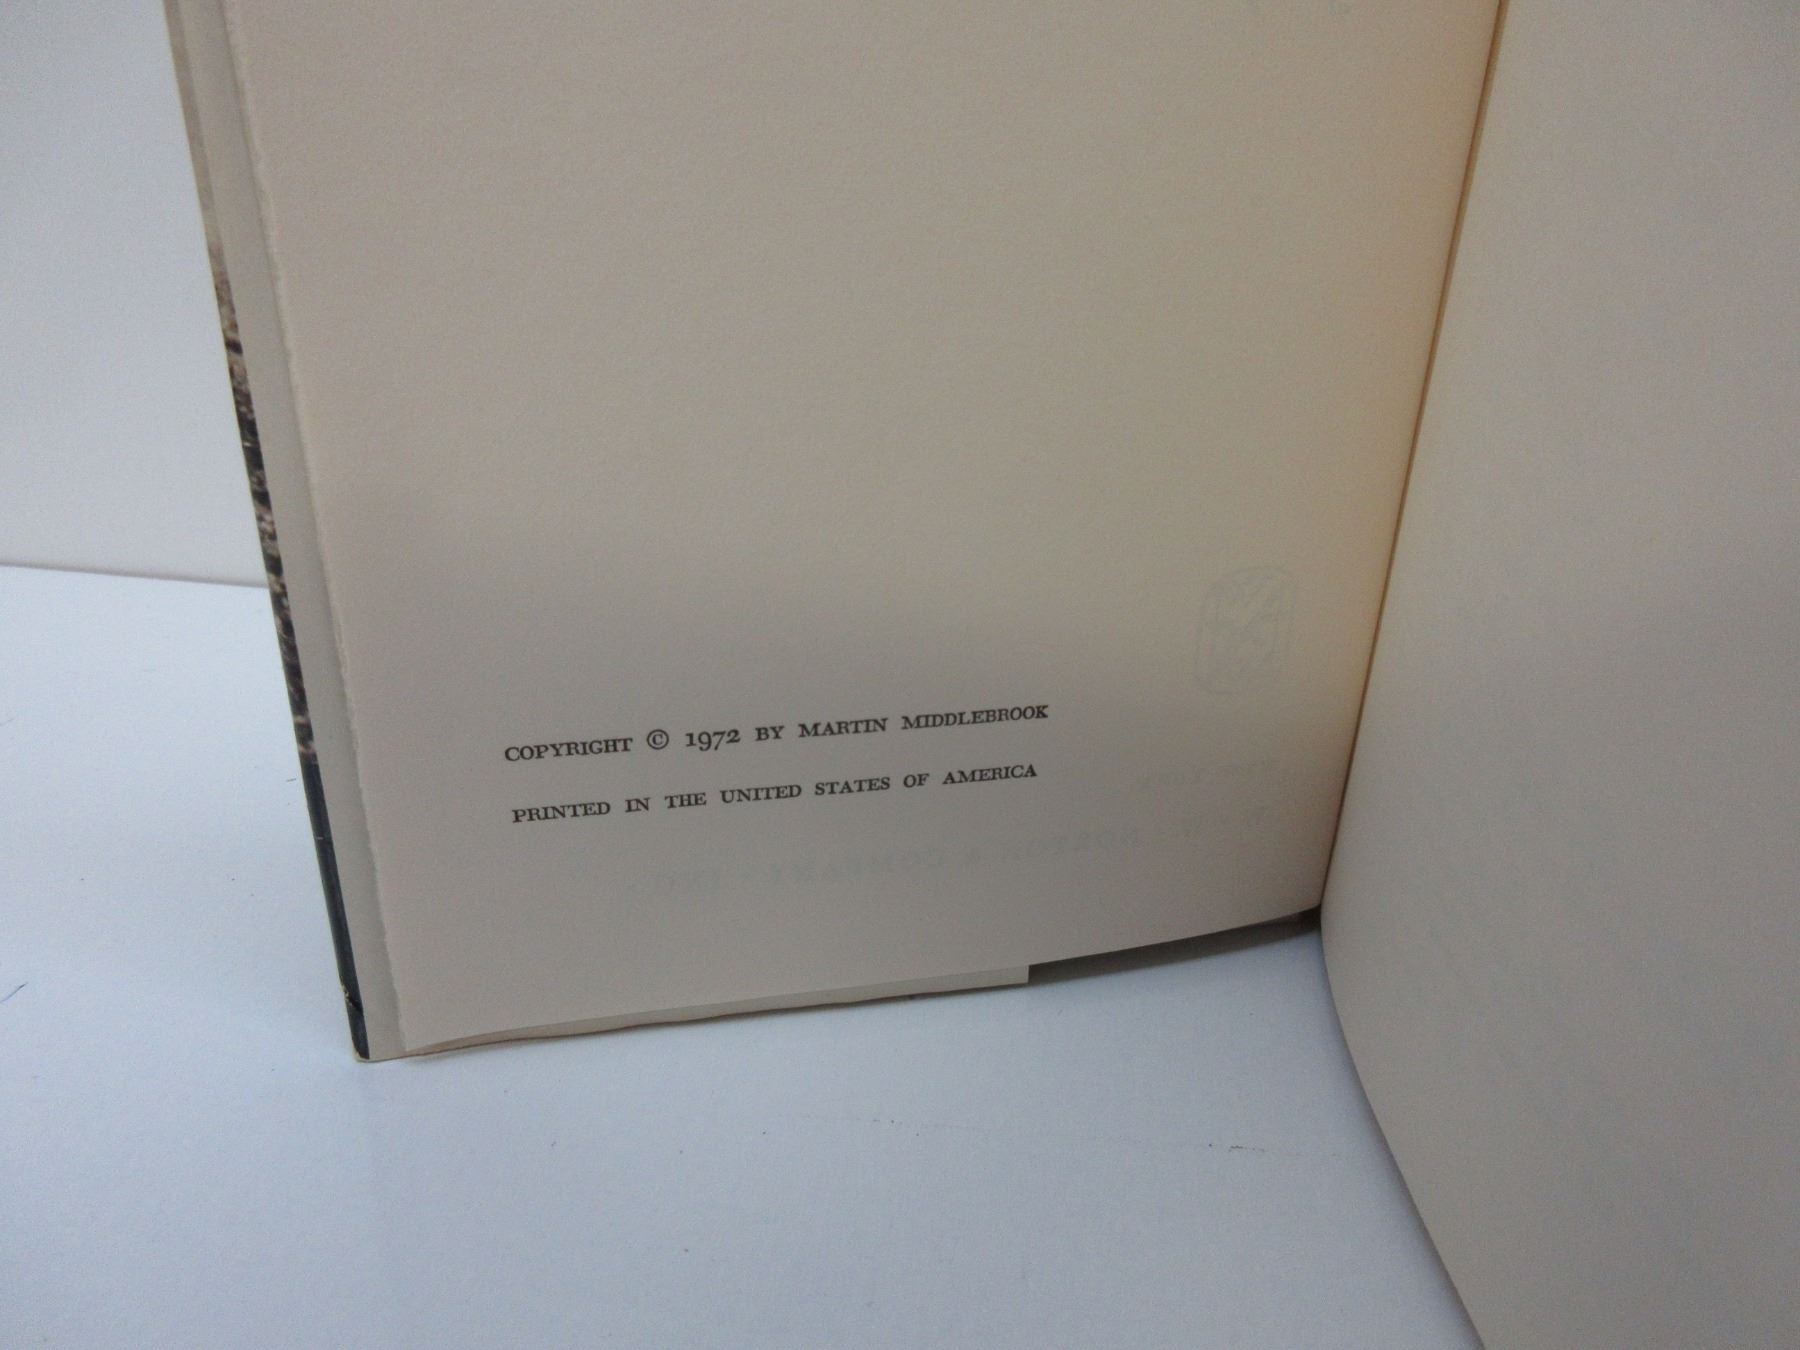 COPYRIGHT © 1972 BY MARTIN MIDDLEBROOK
PRINTED IN THE UNITED STATES OF AMERICA